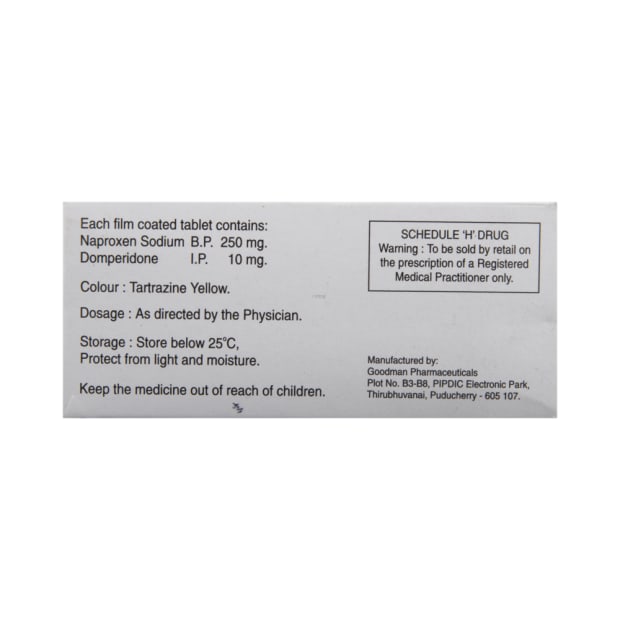 Each film coated tablet contains:
Naproxen Sodium B.P. 250 mg.
Domperidone I.P. 10 mg.
Colour : Tartrazine Yellow.
Dosage : As directed by the Physician.
Storage : Store below 25°C,
Protect from light and moisture.
Keep the medicine out of reach of children.
SCHEDULE 'H' DRUG
Warning : To be sold by retail on
the prescription of a Registered
Medical Practitioner only.
Manufactured by:
Goodman Pharmaceuticals
Plot No. B3-B8, PIPDIC Electronic Park,
Thirubhuvanai, Puducherry - 605 107.